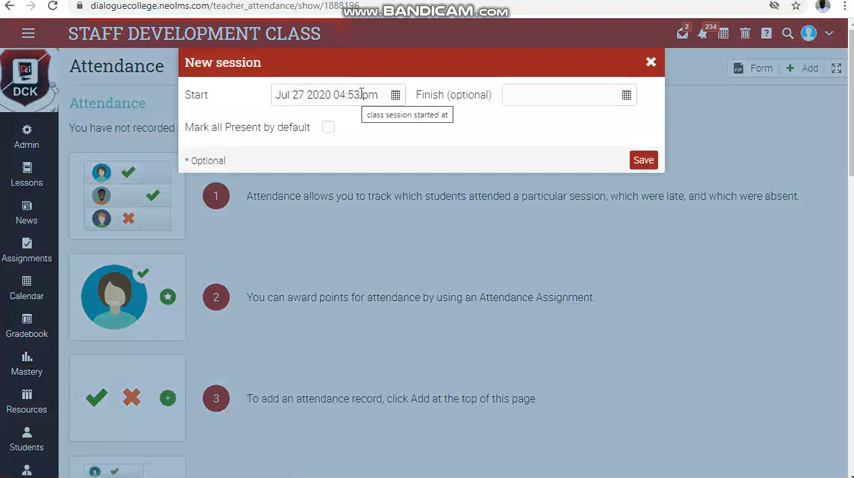 dialoguecollege.neolms.com/teacher_attendance/show/1888196
www.BANDICAM.com
STAFF DEVELOPMENT CLASS
2
234
DCK
Attendance
Form
Add
New session
Start
Jul 27 2020 04:53 pm
Finish (optional)
class session started at
Mark all Present by default
* Optional
Save
Attendance
You have not recorded
Admin
Lessons
News
Assignments
Calendar
Gradebook
Mastery
Resources
Students
1
Attendance allows you to track which students attended a particular session, which were late, and which were absent.
2
You can award points for attendance by using an Attendance Assignment.
3
To add an attendance record, click Add at the top of this page.